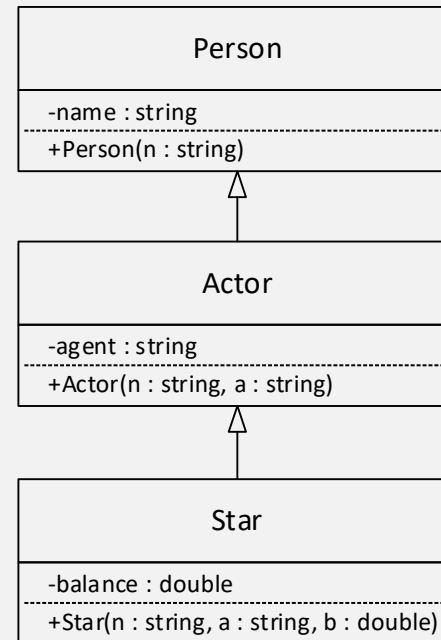 Person
-name : string
+Person(n : string)
Actor
-agent : string
+Actor(n : string, a : string)
Star
-balance : double
+Star(n : string, a : string, b : double)